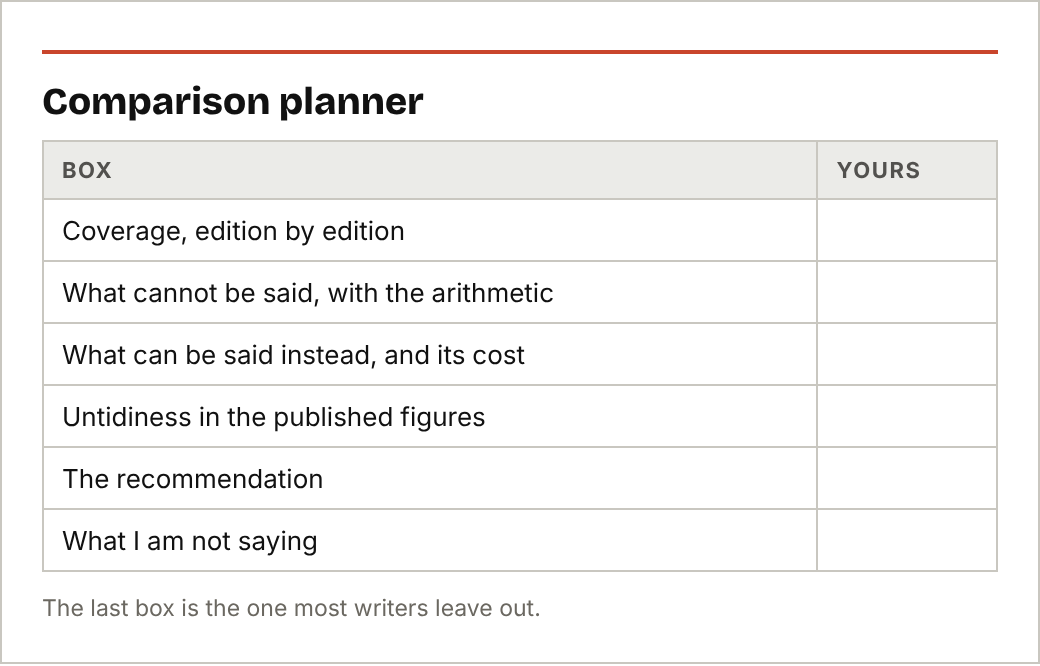 Comparison planner
BOX YOURS
Coverage, edition by edition
What cannot be said, with the arithmetic
What can be said instead, and its cost
Untidiness in the published figures
The recommendation
What I am not saying
The last box is the one most writers leave out.